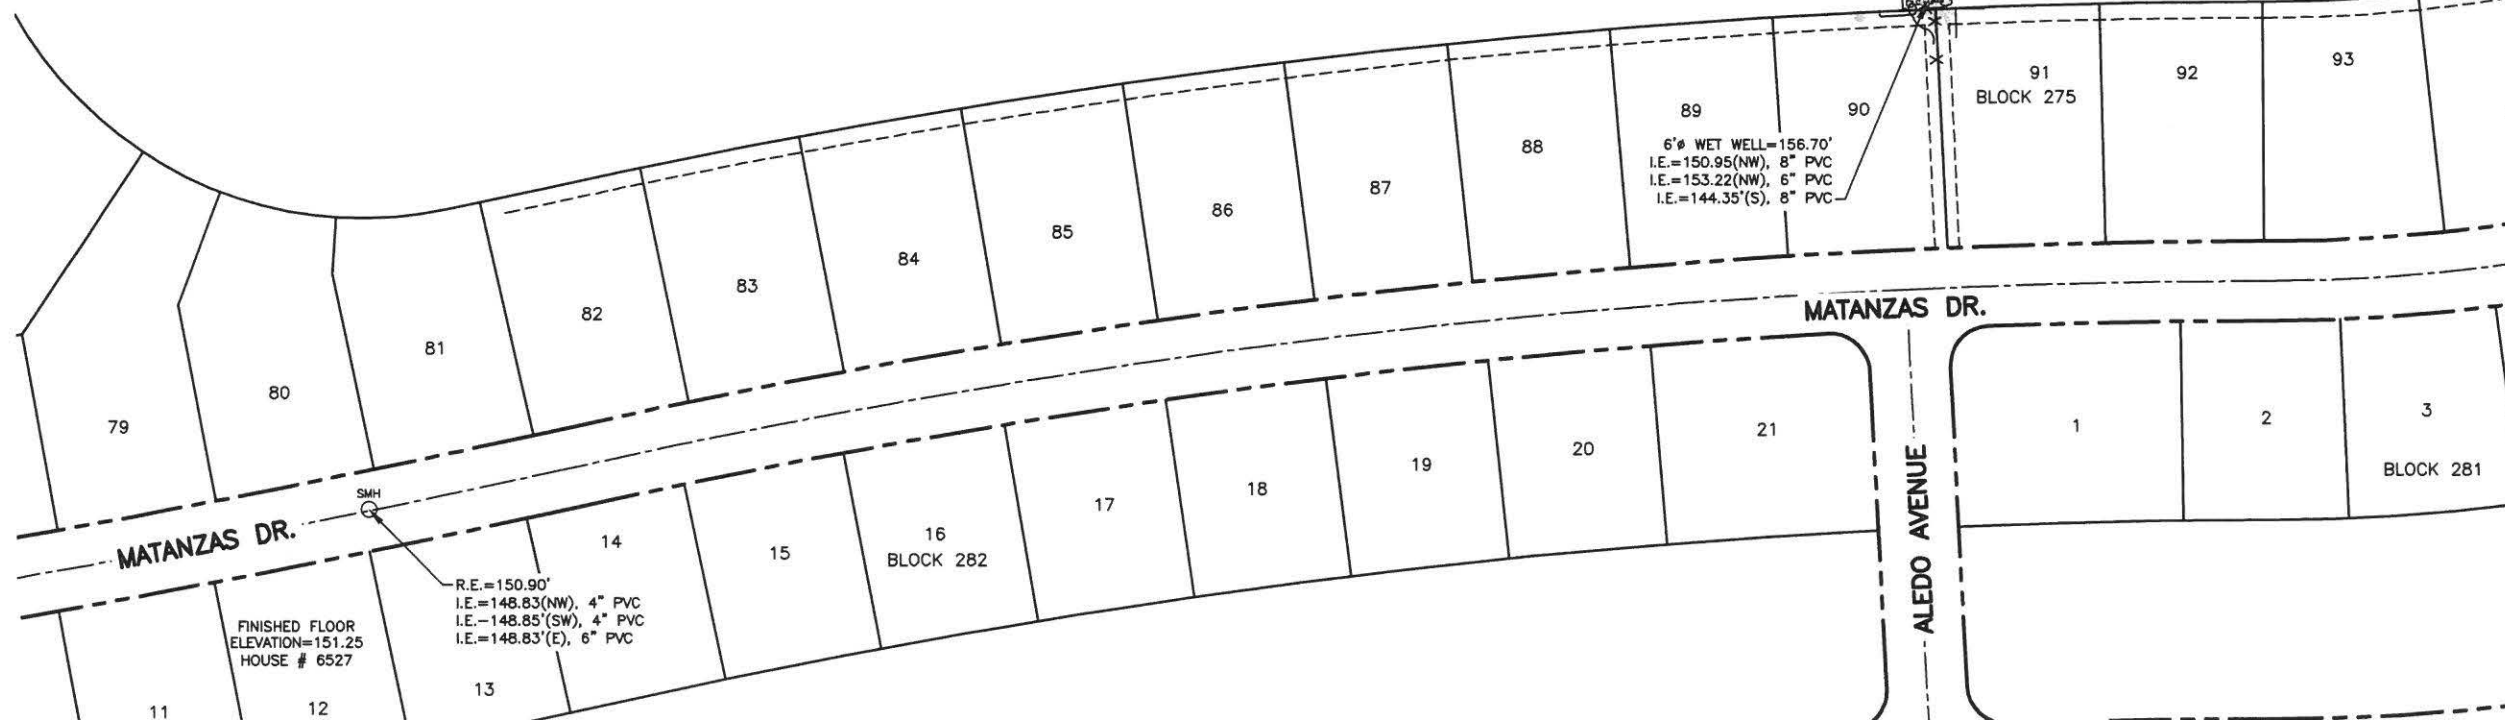 93
91
92
BLOCK 275
89
90
88
6'ø WET WELL=156.70'
I.E.=150.95(NW), 8" PVC
I.E.=153.22(NW), 6" PVC
I.E.=144.35'(S), 8" PVC
87
86
85
84
83
82
81
80
79
MATANZAS DR.
SMH
MATANZAS DR.
R.E.=150.90'
I.E.=148.83(NW), 4" PVC
I.E.-148.85'(SW), 4" PVC
I.E.=148.83'(E), 6" PVC
FINISHED FLOOR
ELEVATION=151.25
HOUSE # 6527
11
12
13
14
15
16
BLOCK 282
17
18
19
20
21
ALEDO AVENUE
1
2
3
BLOCK 281